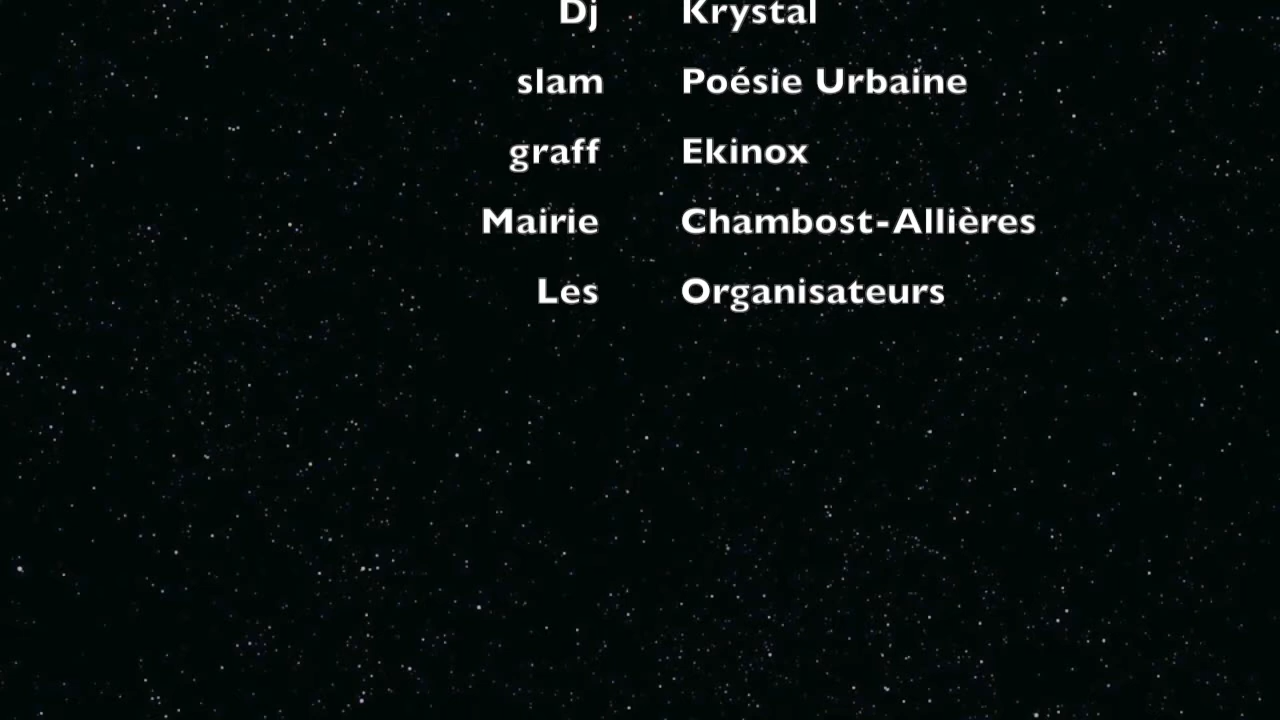 Dj Krystal
slam Poésie Urbaine
graff Ekinox
Mairie Chambost-Allières
Les Organisateurs